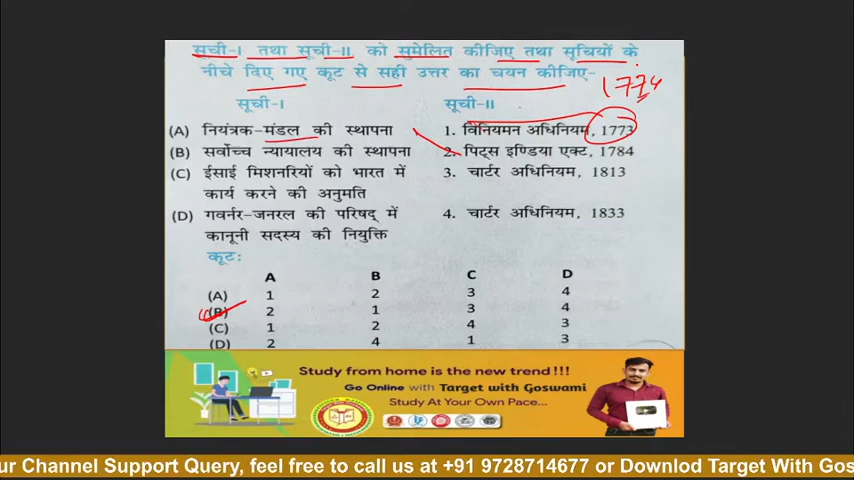 सूची-I तथा सूची-II को सुमेलित कीजिए तथा सूचियों के
नीचे दिए गए कूट से सही उत्तर का चयन कीजिए-
1774
सूची-I सूची-II
(A) नियंत्रक-मंडल की स्थापना 1. विनियमन अधिनियम, 1773
(B) सर्वोच्च न्यायालय की स्थापना 2. पिट्स इण्डिया एक्ट, 1784
(C) ईसाई मिशनरियों को भारत में 3. चार्टर अधिनियम, 1813
कार्य करने की अनुमति
(D) गवर्नर-जनरल की परिषद् में 4. चार्टर अधिनियम, 1833
कानूनी सदस्य की नियुक्ति
कूटः
A B C D
(A) 1 2 3 4
(B) 2 1 3 4
(C) 1 2 4 3
(D) 2 4 1 3
Study from home is the new trend !!!
Go Online with Target with Goswami
Study At Your Own Pace...
ur Channel Support Query, feel free to call us at +91 9728714677 or Downlod Target With Gos